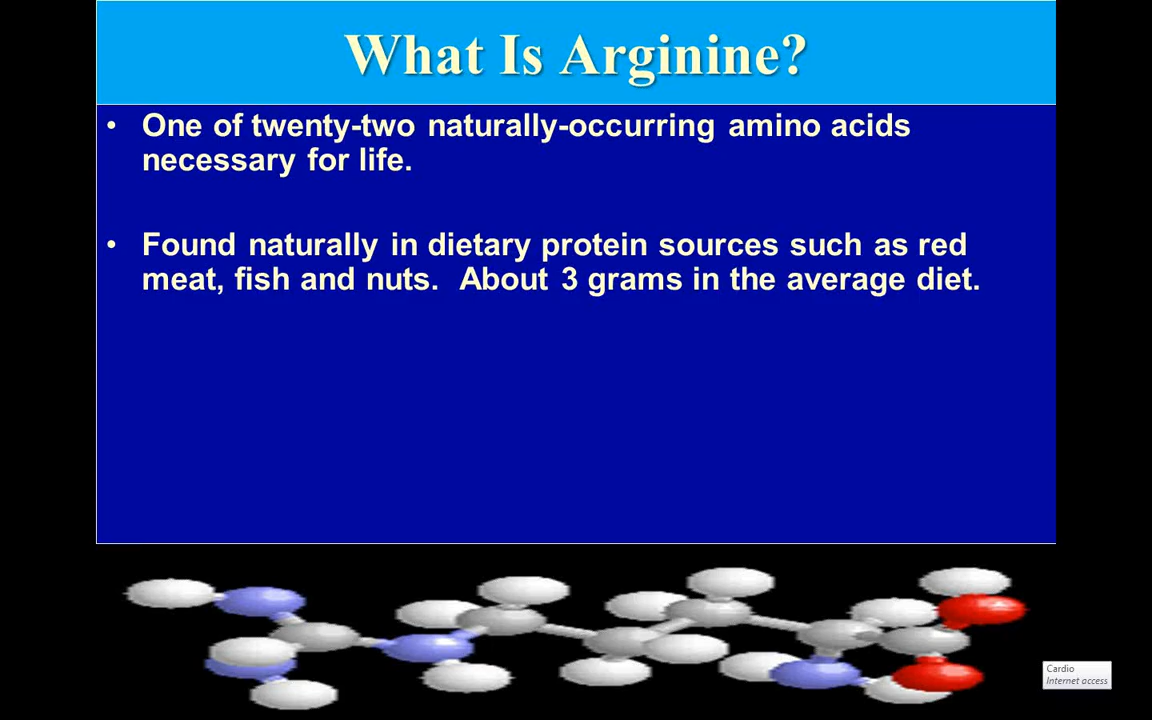 What Is Arginine?
• One of twenty-two naturally-occurring amino acids
necessary for life.
• Found naturally in dietary protein sources such as red
meat, fish and nuts.  About 3 grams in the average diet.
Cardio
Internet access